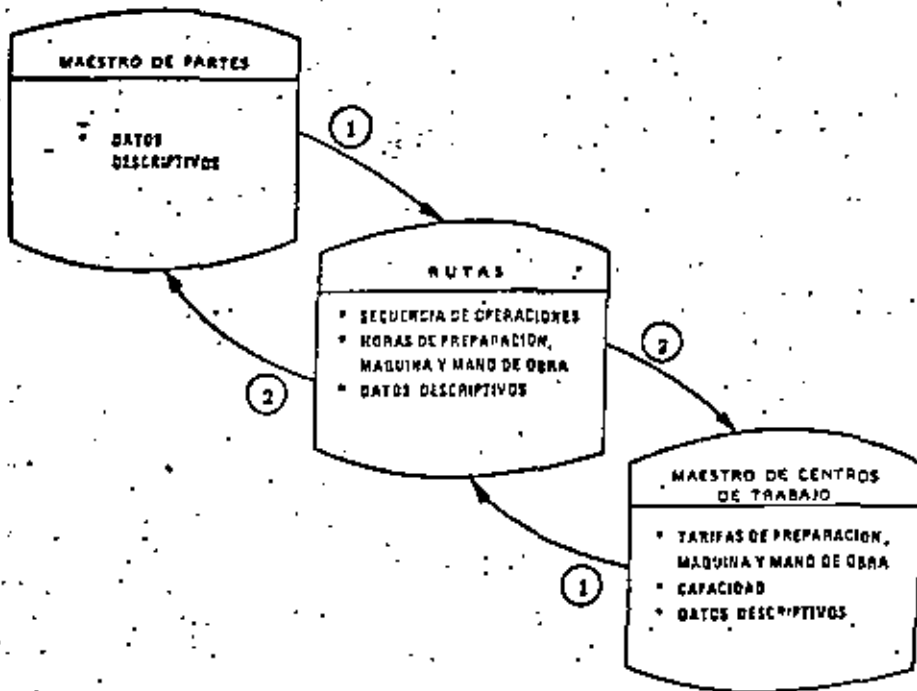 MAESTRO DE PARTES
* DATOS
DESCRIPTIVOS
1
RUTAS
* SEQUENCIA DE OPERACIONES
* HORAS DE PREPARACION,
MAQUINA Y MANO DE OBRA
* DATOS DESCRIPTIVOS
2
2
MAESTRO DE CENTROS
DE TRABAJO
* TARIFAS DE PREPARACION,
MAQUINA Y MANO DE OBRA
* CAPACIDAD
* DATOS DESCRIPTIVOS
1